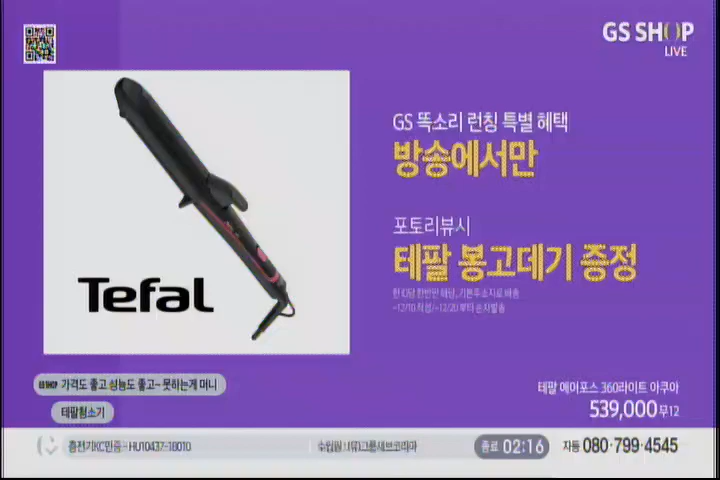 GS SHOP
LIVE
GS 똑소리 런칭 특별 혜택
방송에서만
포토리뷰시
테팔 봉고데기 증정
Tefal
GS SHOP 가격도 좋고 성능도 좋고~ 못하는게 머니
테팔청소기
테팔 에어포스 360라이트 아쿠아
539,000무12
종료 02:16 자동 080·799·4545